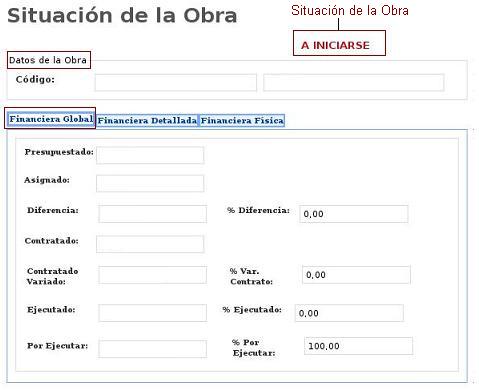 Situación de la Obra
Situación de la Obra
A INICIARSE
Datos de la Obra
Código:
Financiera Global Financiera Detallada Financiera Física
Presupuestado:
Asignado:
Diferencia: % Diferencia: 0,00
Contratado:
Contratado Variado: % Var. Contrato: 0,00
Ejecutado: % Ejecutado: 0,00
Por Ejecutar: % Por Ejecutar: 100,00